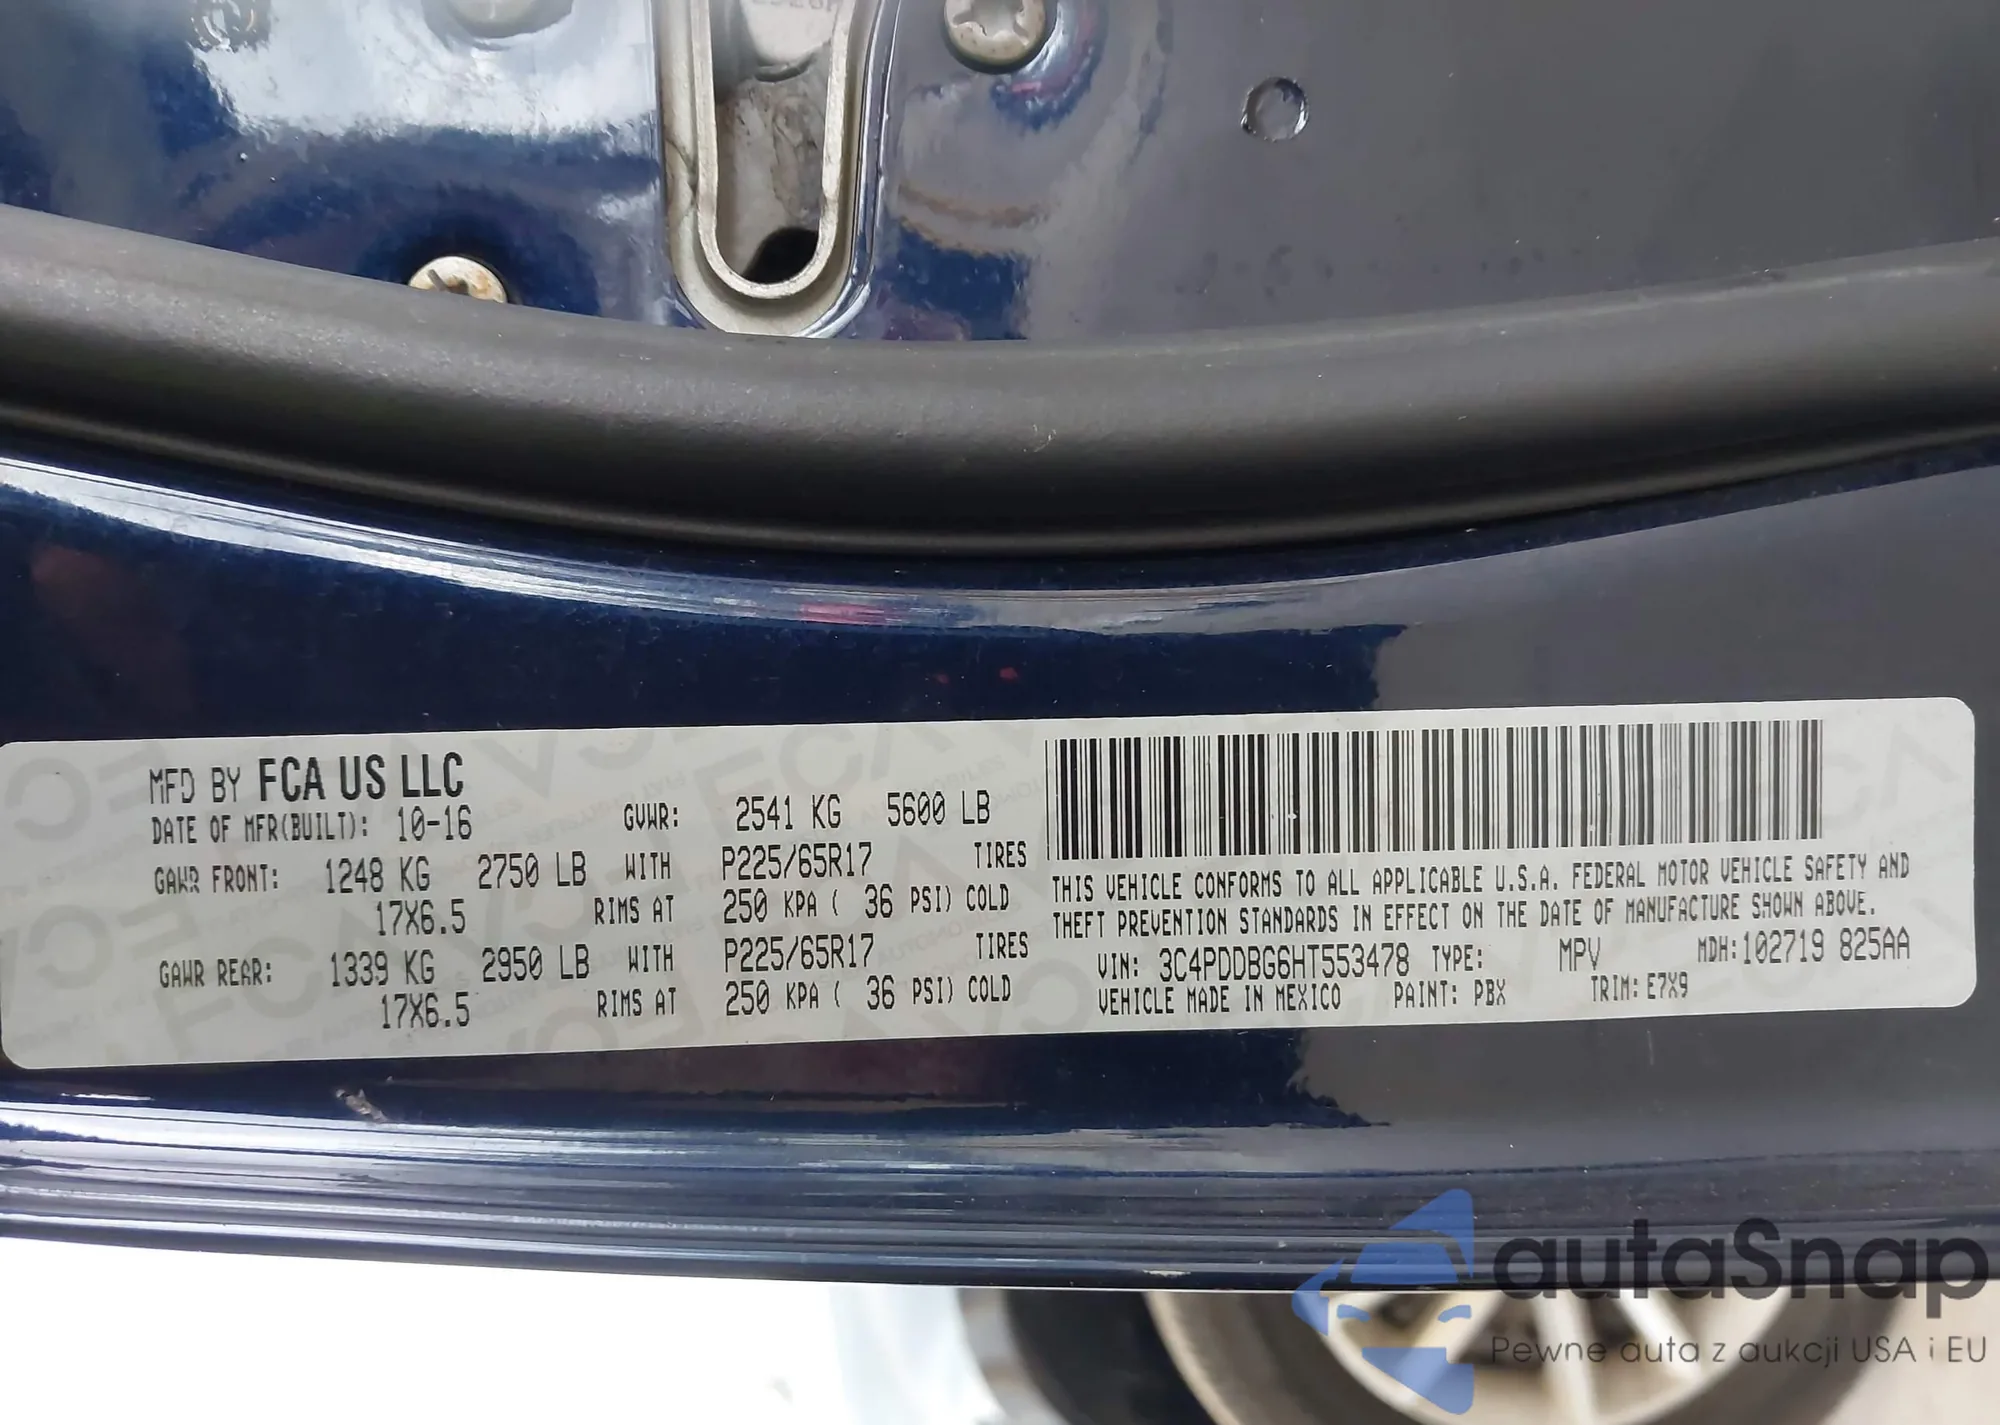 MFD BY FCA US LLC
DATE OF MFR(BUILT): 10-16 GVWR: 2541 KG 5600 LB
GAWR FRONT: 1248 KG 2750 LB WITH P225/65R17 TIRES
17X6.5 RIMS AT 250 KPA ( 36 PSI) COLD
GAWR REAR: 1339 KG 2950 LB WITH P225/65R17 TIRES
17X6.5 RIMS AT 250 KPA ( 36 PSI) COLD
THIS VEHICLE CONFORMS TO ALL APPLICABLE U.S.A. FEDERAL MOTOR VEHICLE SAFETY AND
THEFT PREVENTION STANDARDS IN EFFECT ON THE DATE OF MANUFACTURE SHOWN ABOVE.
VIN: 3C4PDDBG6HT553478 TYPE: MPV MDH:102719 825AA
VEHICLE MADE IN MEXICO PAINT: PBX TRIM: E7X9
autaSnap
Pewne auta z aukcji USA i EU